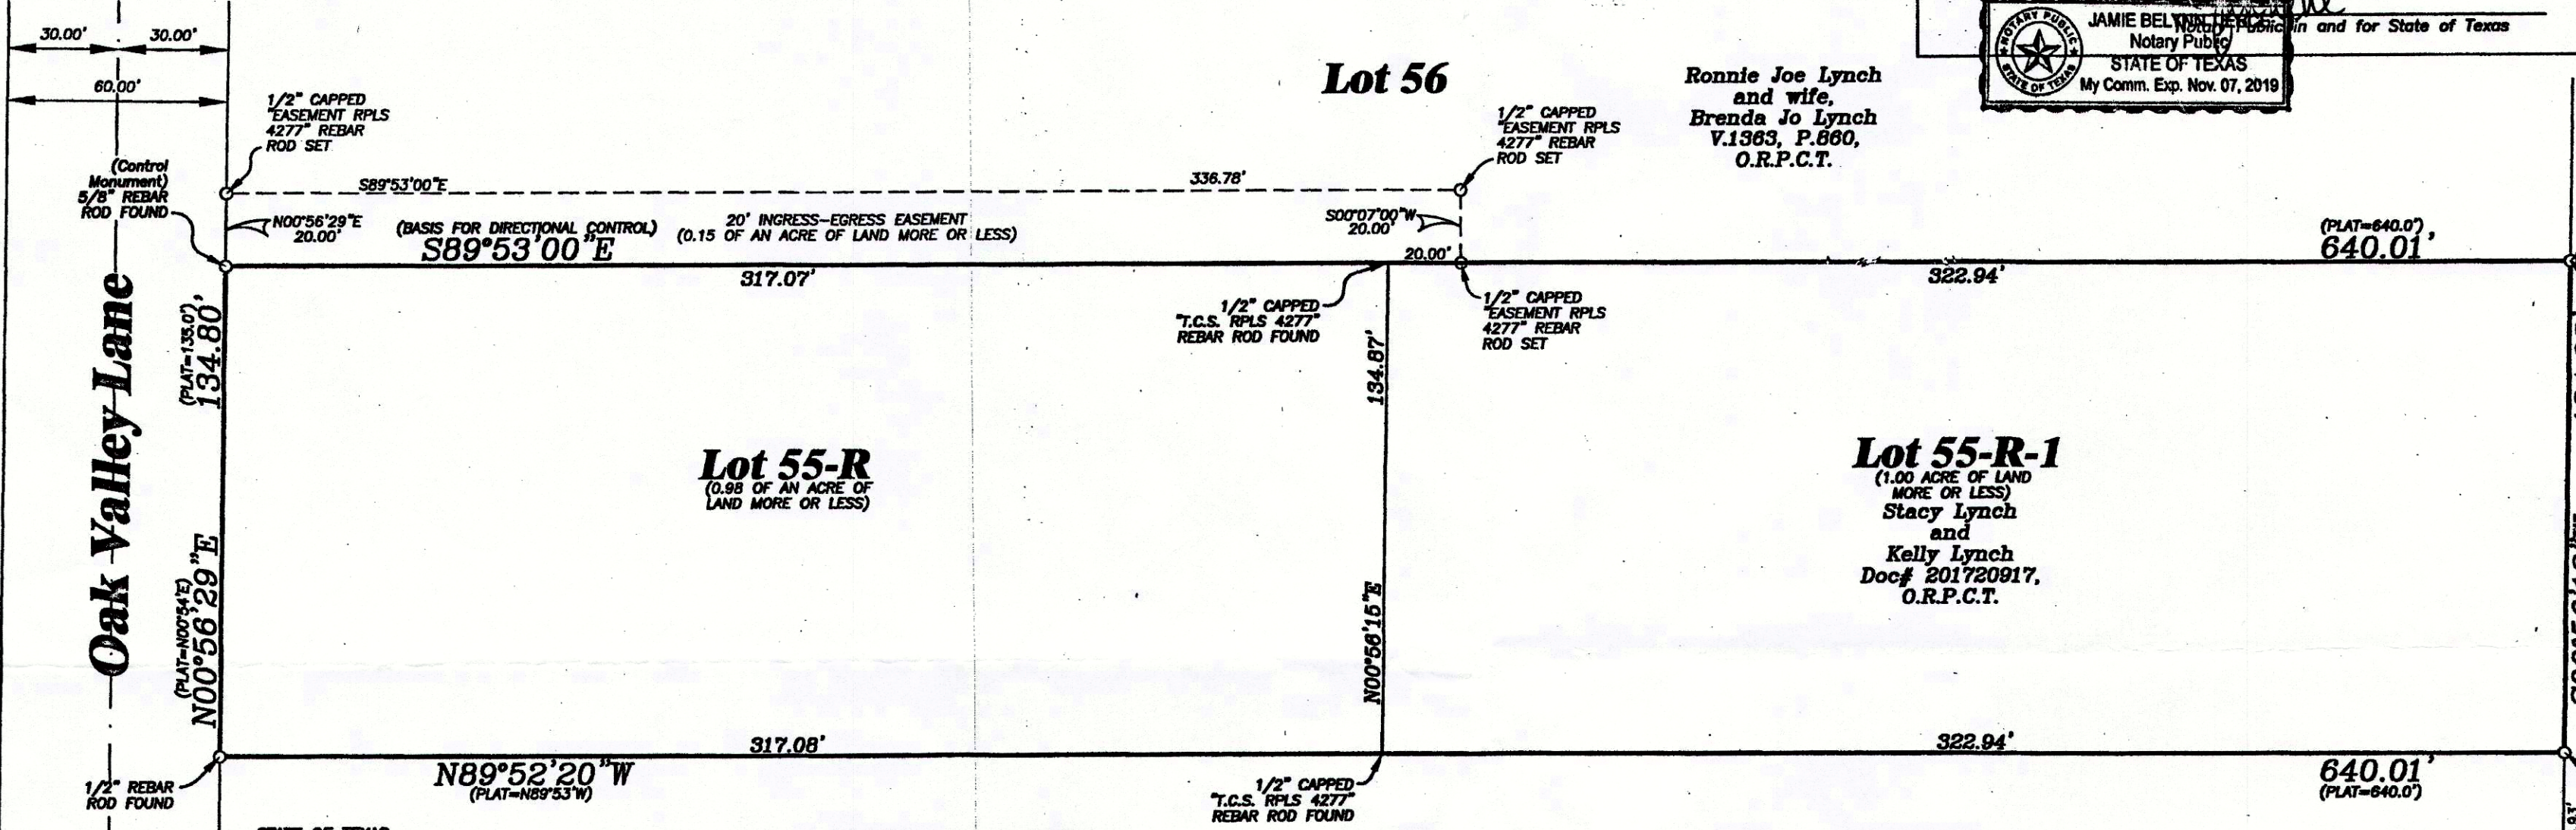 30.00'
30.00'
60.00'
1/2" CAPPED
"EASEMENT RPLS
4277" REBAR
ROD SET
(Control
Monument)
5/8" REBAR
ROD FOUND
S89°53'00"E
336.78'
N00°56'29"E
20.00'
(BASIS FOR DIRECTIONAL CONTROL)
S89°53'00"E
20' INGRESS-EGRESS EASEMENT
(0.15 OF AN ACRE OF LAND MORE OR LESS)
317.07'
Lot 56
1/2" CAPPED
"EASEMENT RPLS
4277" REBAR
ROD SET
S00°07'00"W
20.00'
20.00'
Ronnie Joe Lynch
and wife,
Brenda Jo Lynch
V.1363, P.860,
O.R.P.C.T.
Notary Public in and for State of Texas
NOTARY PUBLIC
STATE OF TEXAS
JAMIE
Notary Public
STATE OF TEXAS
My Comm. Exp. Nov. 07, 2019
(PLAT=640.0')
640.01'
322.94'
1/2" CAPPED
"T.C.S. RPLS 4277"
REBAR ROD FOUND
1/2" CAPPED
"EASEMENT RPLS
4277" REBAR
ROD SET
Oak Valley Lane
(PLAT=135.0')
134.80'
(PLAT=N00°54'E)
N00°56'29"E
134.87'
N00°56'15"E
Lot 55-R
(0.98 OF AN ACRE OF
LAND MORE OR LESS)
Lot 55-R-1
(1.00 ACRE OF LAND
MORE OR LESS)
Stacy Lynch
and
Kelly Lynch
Doc# 201720917,
O.R.P.C.T.
317.08'
N89°52'20"W
(PLAT=N89°53'W)
1/2" REBAR
ROD FOUND
1/2" CAPPED
"T.C.S. RPLS 4277"
REBAR ROD FOUND
322.94'
640.01'
(PLAT=640.0')